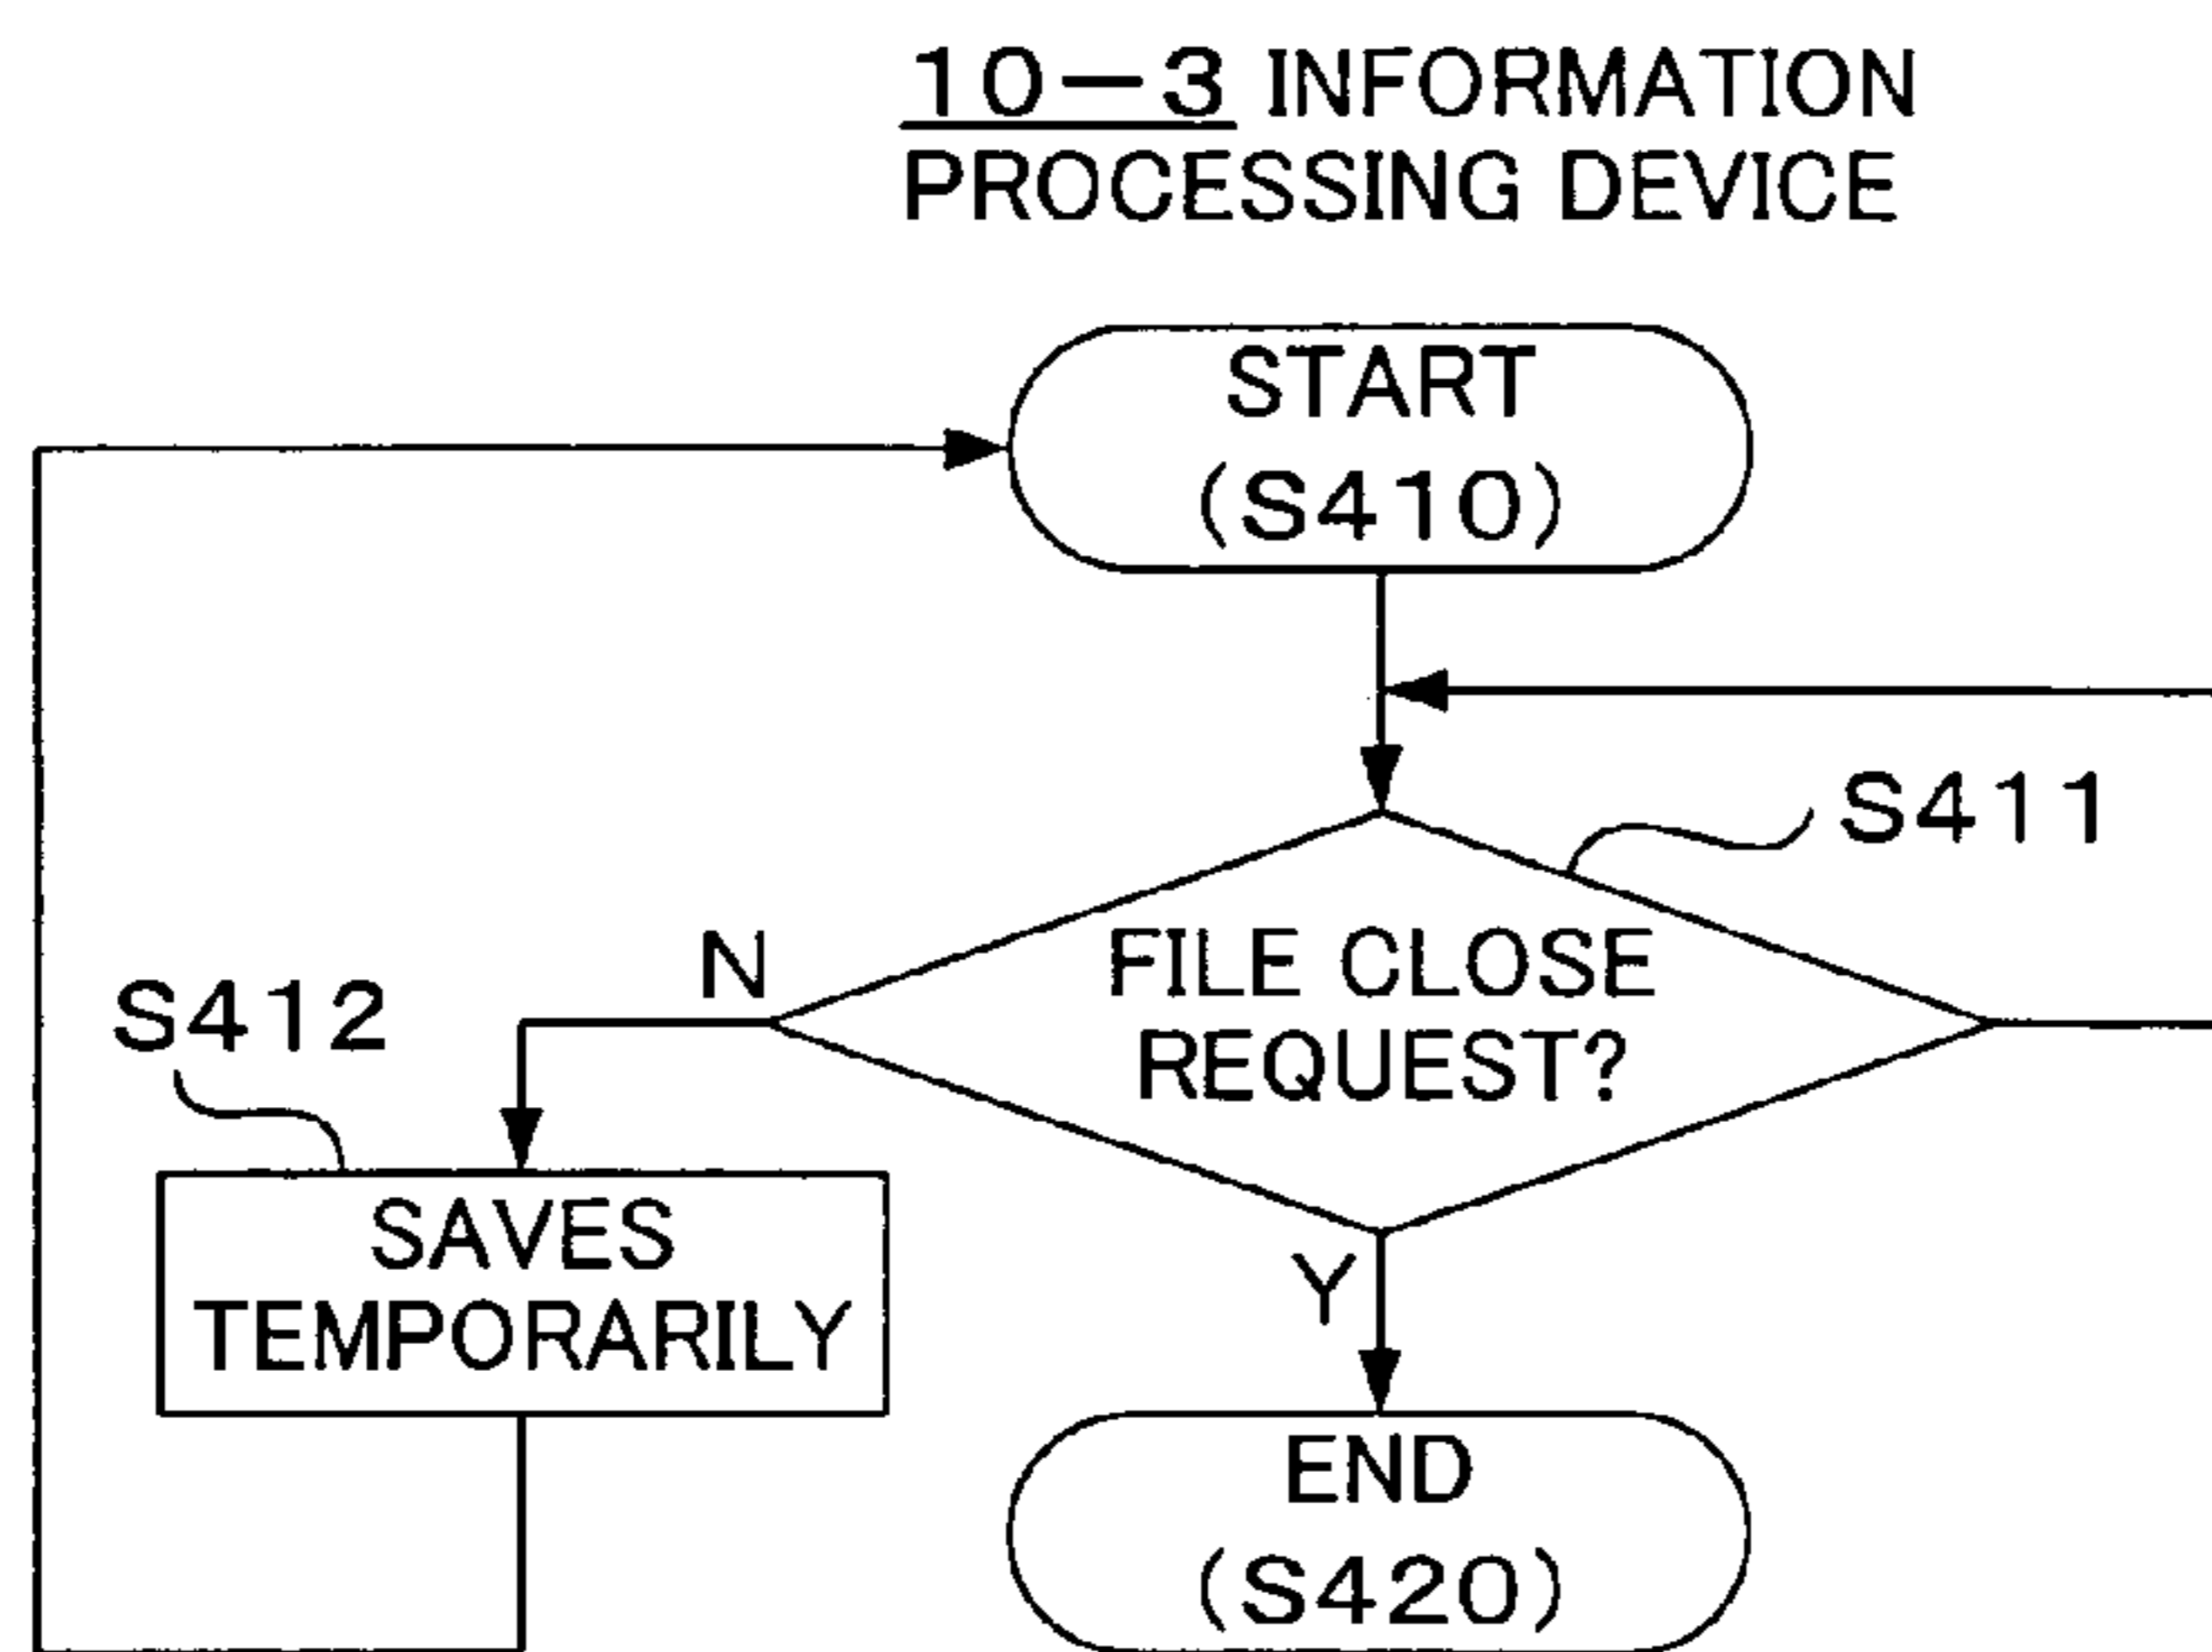 10-3 INFORMATION
PROCESSING DEVICE
START
(S410)
S411
FILE CLOSE
REQUEST?
N
S412
SAVES
TEMPORARILY
Y
END
(S420)